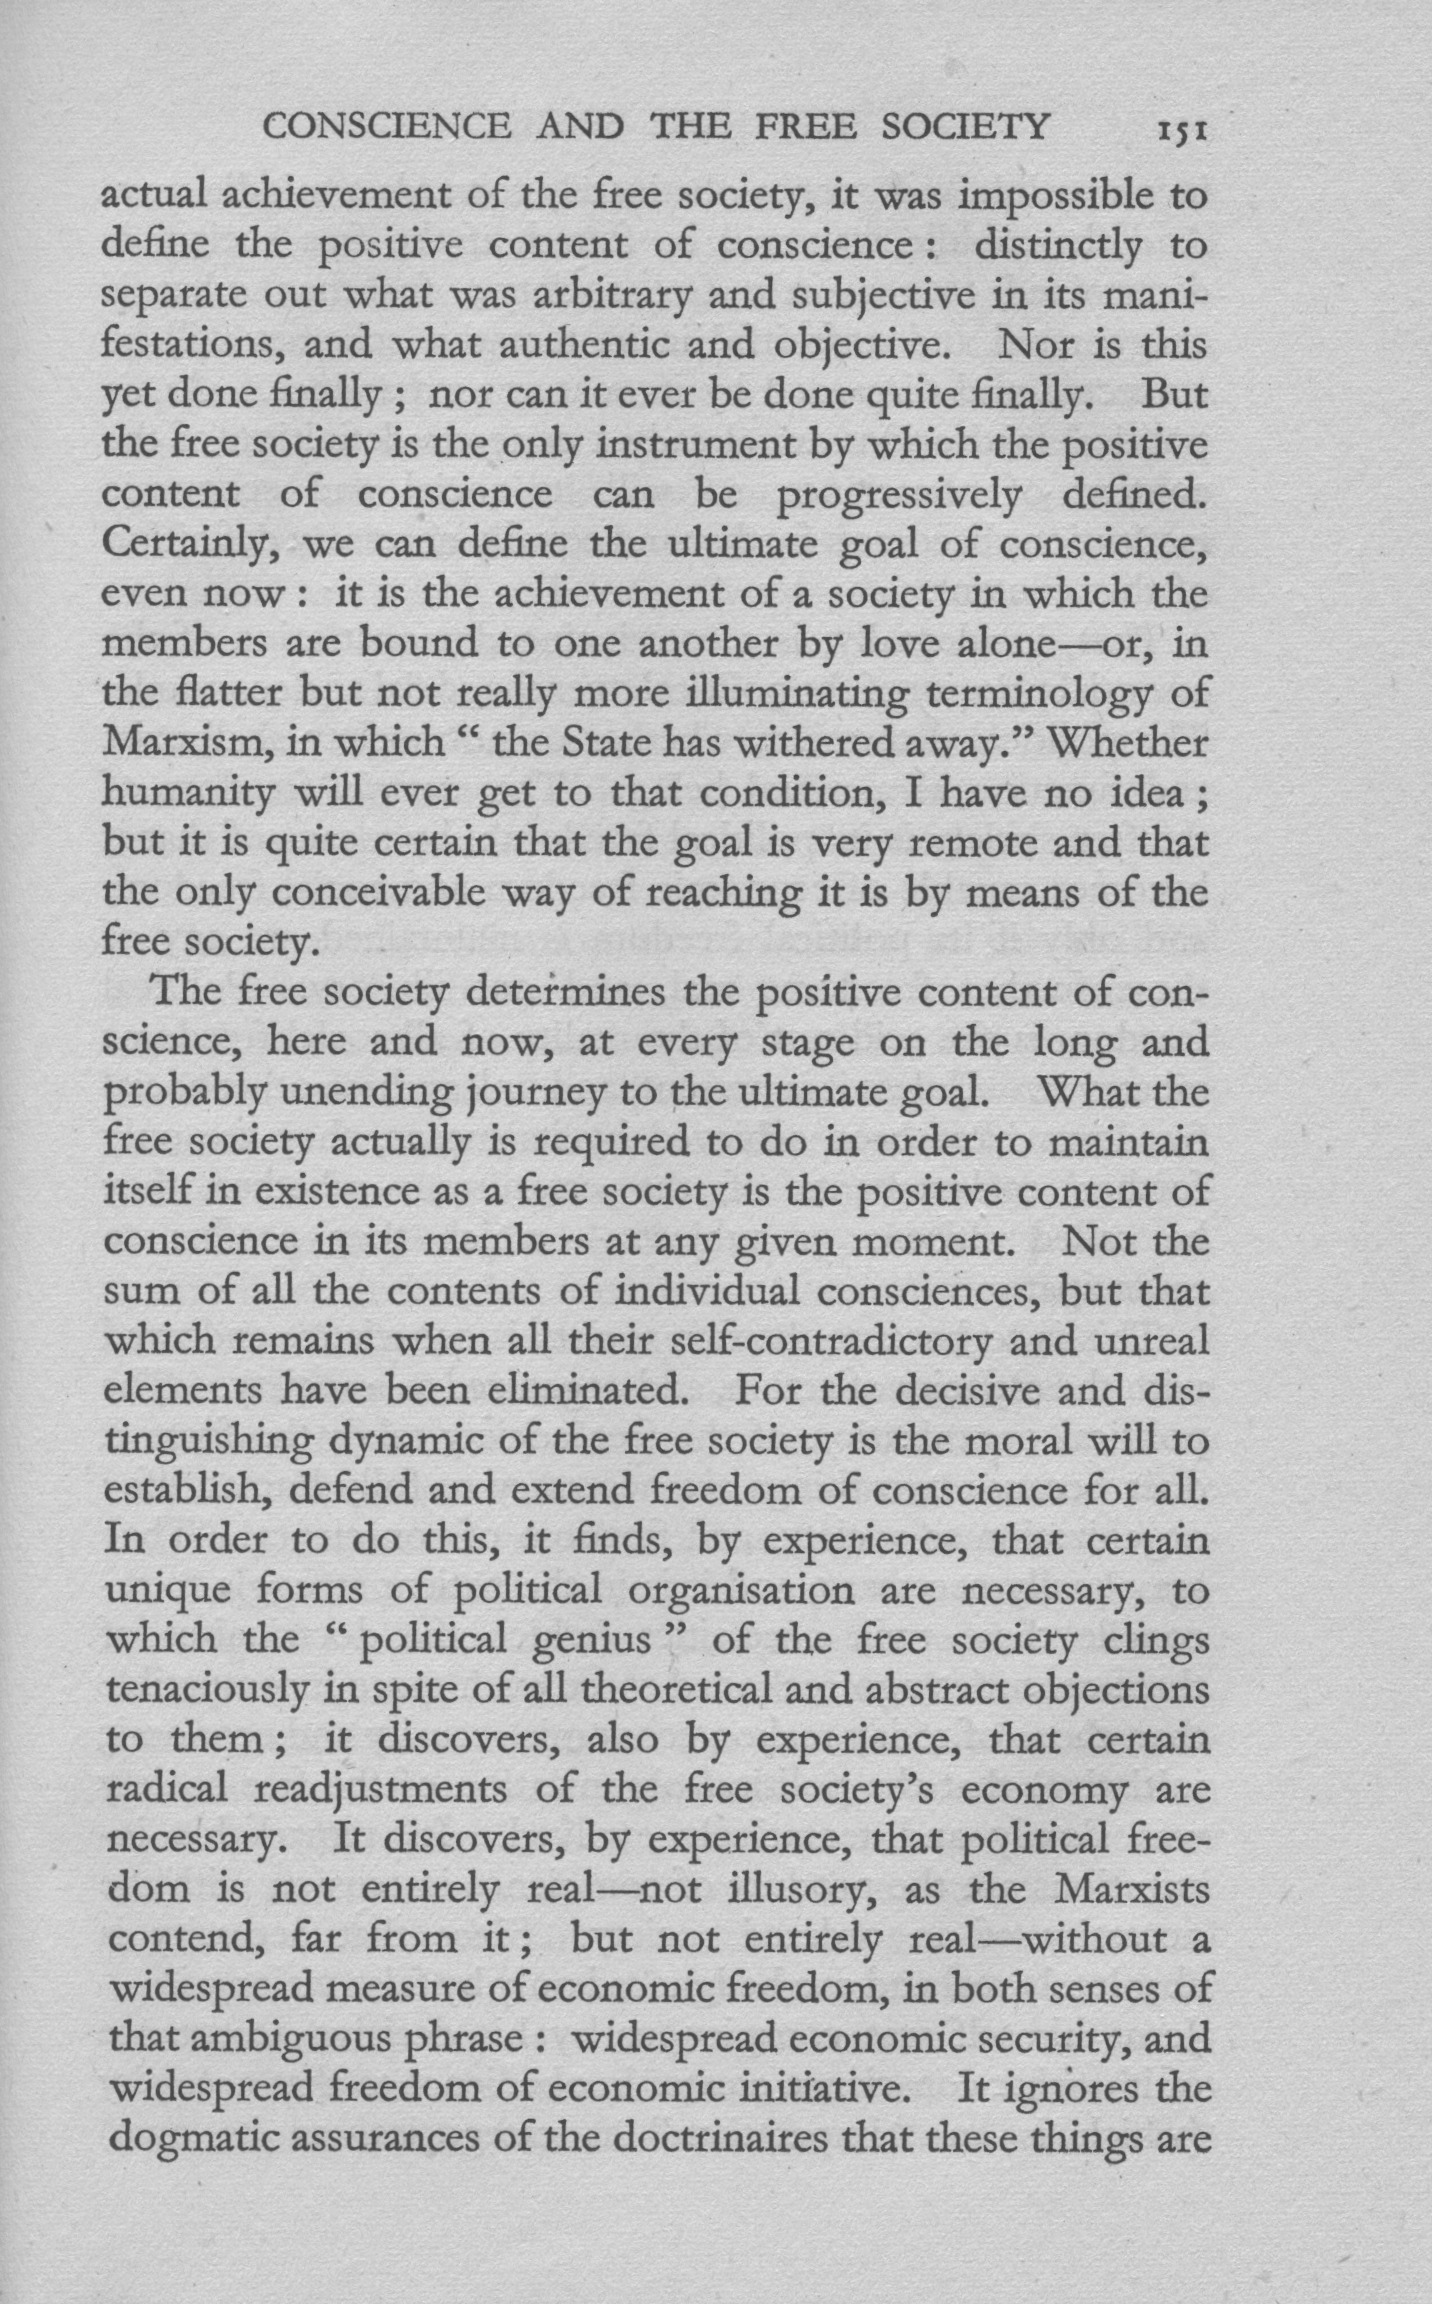 CONSCIENCE AND THE FREE SOCIETY 151
actual achievement of the free society, it was impossible to
define the positive content of conscience : distinctly to
separate out what was arbitrary and subjective in its mani-
festations, and what authentic and objective. Nor is this
yet done finally ; nor can it ever be done quite finally. But
the free society is the only instrument by which the positive
content of conscience can be progressively defined.
Certainly, we can define the ultimate goal of conscience,
even now : it is the achievement of a society in which the
members are bound to one another by love alone—or, in
the flatter but not really more illuminating terminology of
Marxism, in which “ the State has withered away.” Whether
humanity will ever get to that condition, I have no idea ;
but it is quite certain that the goal is very remote and that
the only conceivable way of reaching it is by means of the
free society.
The free society determines the positive content of con-
science, here and now, at every stage on the long and
probably unending journey to the ultimate goal. What the
free society actually is required to do in order to maintain
itself in existence as a free society is the positive content of
conscience in its members at any given moment. Not the
sum of all the contents of individual consciences, but that
which remains when all their self-contradictory and unreal
elements have been eliminated. For the decisive and dis-
tinguishing dynamic of the free society is the moral will to
establish, defend and extend freedom of conscience for all.
In order to do this, it finds, by experience, that certain
unique forms of political organisation are necessary, to
which the “ political genius ” of the free society clings
tenaciously in spite of all theoretical and abstract objections
to them ; it discovers, also by experience, that certain
radical readjustments of the free society’s economy are
necessary. It discovers, by experience, that political free-
dom is not entirely real—not illusory, as the Marxists
contend, far from it ; but not entirely real—without a
widespread measure of economic freedom, in both senses of
that ambiguous phrase : widespread economic security, and
widespread freedom of economic initiative. It ignores the
dogmatic assurances of the doctrinaires that these things are